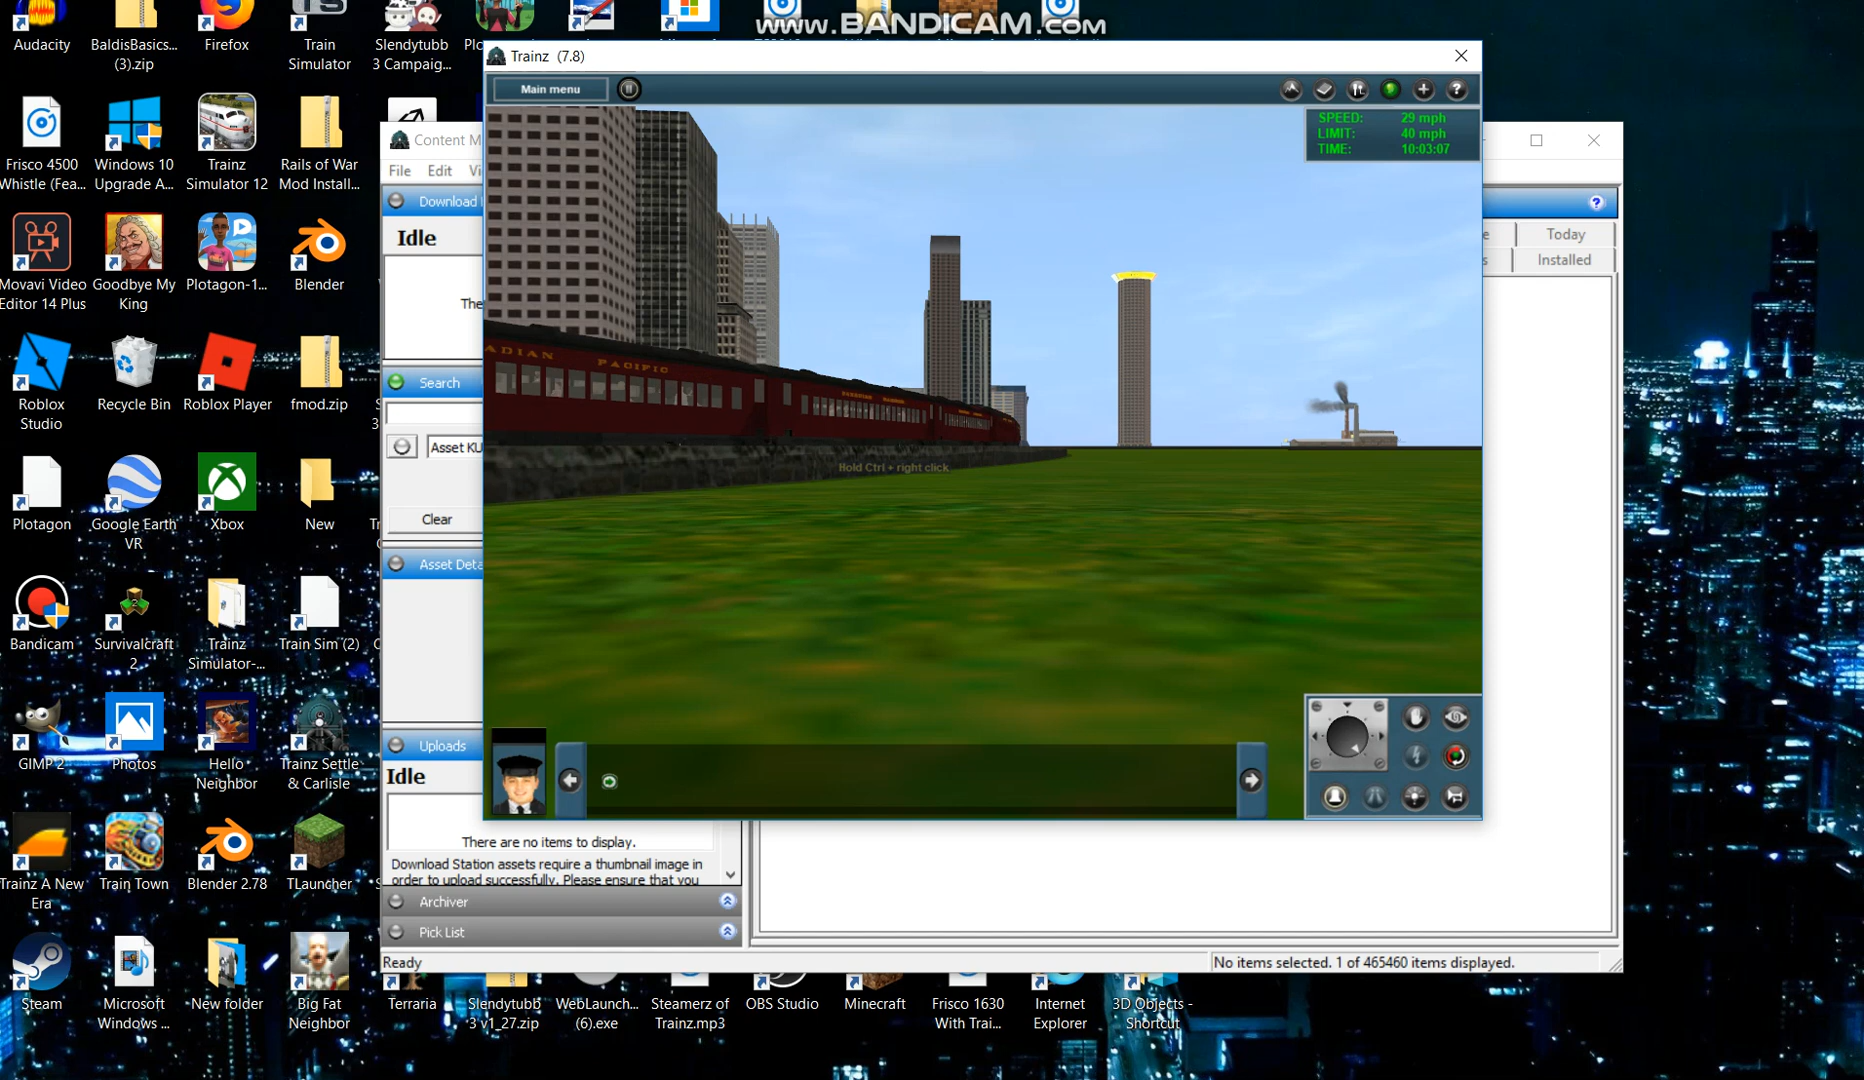 www.BANDICAM.com
Audacity
BaldisBasics...
(3).zip
Firefox
Train
Simulator
Slendytubb
3 Campaig...
Trainz (7.8)
Main menu
SPEED: 29 mph
LIMIT: 40 mph
TIME: 10:03:07
Frisco 4500
Whistle (Fea...
Windows 10
Upgrade A...
Trainz
Simulator 12
Rails of War
Mod Install...
Content M
File Edit Vi
Download
Idle
The
Today
Installed
ADIAN PACIFIC
Movavi Video
Editor 14 Plus
Goodbye My
King
Plotagon-1...
Blender
Roblox
Studio
Recycle Bin
Roblox Player
fmod.zip
Search
Asset KU
Clear
Hold Ctrl + right click
Plotagon
Google Earth
VR
Xbox
New
Asset Deta
Bandicam
Survivalcraft
2
Trainz
Simulator-...
Train Sim (2)
GIMP 2
Photos
Hello
Neighbor
Trainz Settle
& Carlisle
Uploads
Idle
There are no items to display.
Download Station assets require a thumbnail image in
order to upload successfully. Please ensure that you
Archiver
Pick List
Ready
No items selected. 1 of 465460 items displayed.
Trainz A New
Era
Train Town
Blender 2.78
TLauncher
Steam
Microsoft
Windows ...
New folder
Big Fat
Neighbor
Terraria
Slendytubb
3 v1_27.zip
WebLaunch...
(6).exe
Steamerz of
Trainz.mp3
OBS Studio
Minecraft
Frisco 1630
With Trai...
Internet
Explorer
3D Objects -
Shortcut